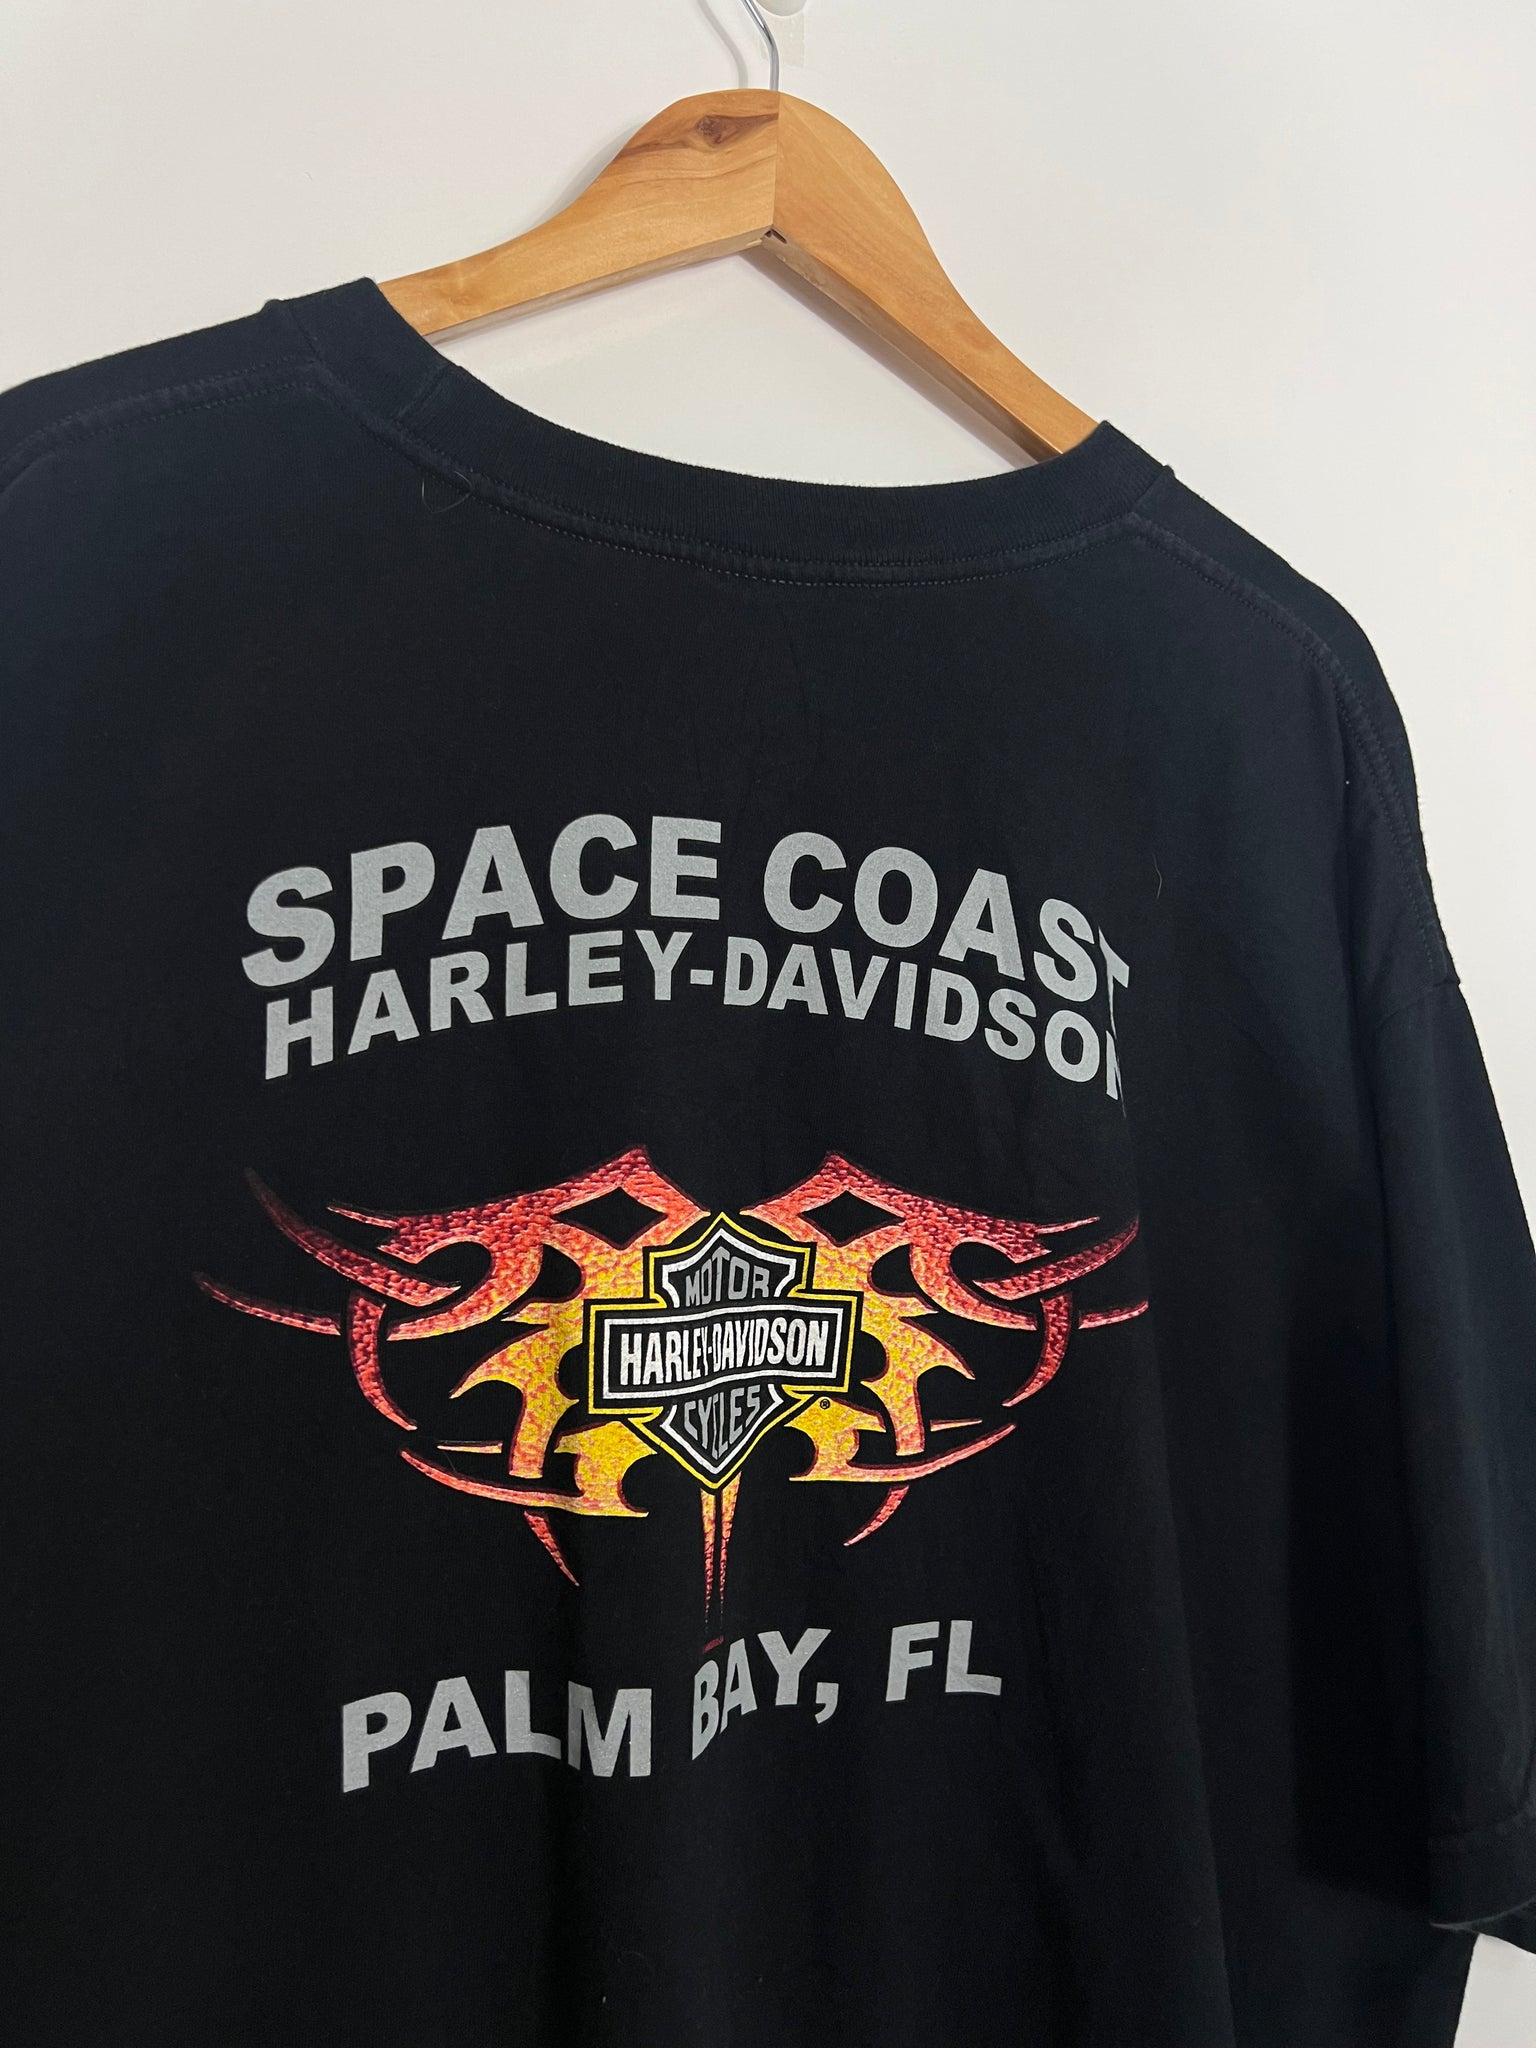 SPACE COAST
HARLEY-DAVIDSON
MOTOR
HARLEY-DAVIDSON
CYCLES
®
PALM BAY, FL